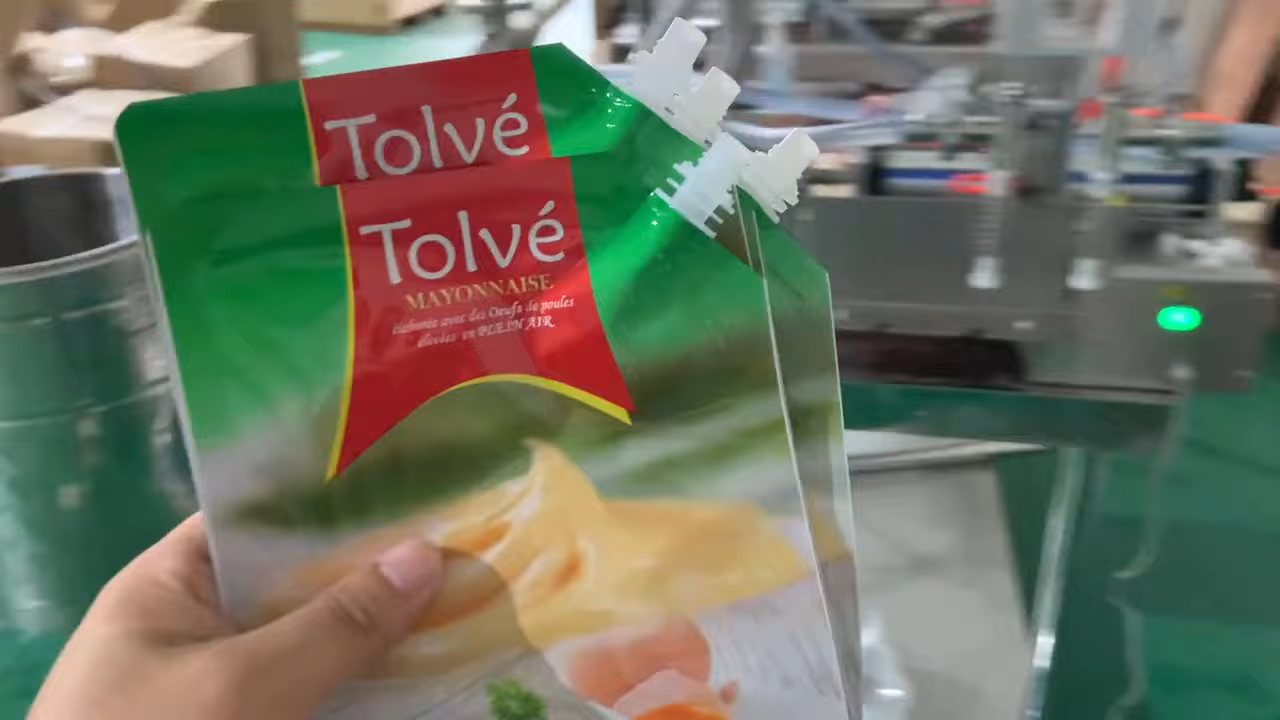 Tolvé
Tolvé
MAYONNAISE
élaborée avec des Oeufs de poules
élevées en PLEIN AIR